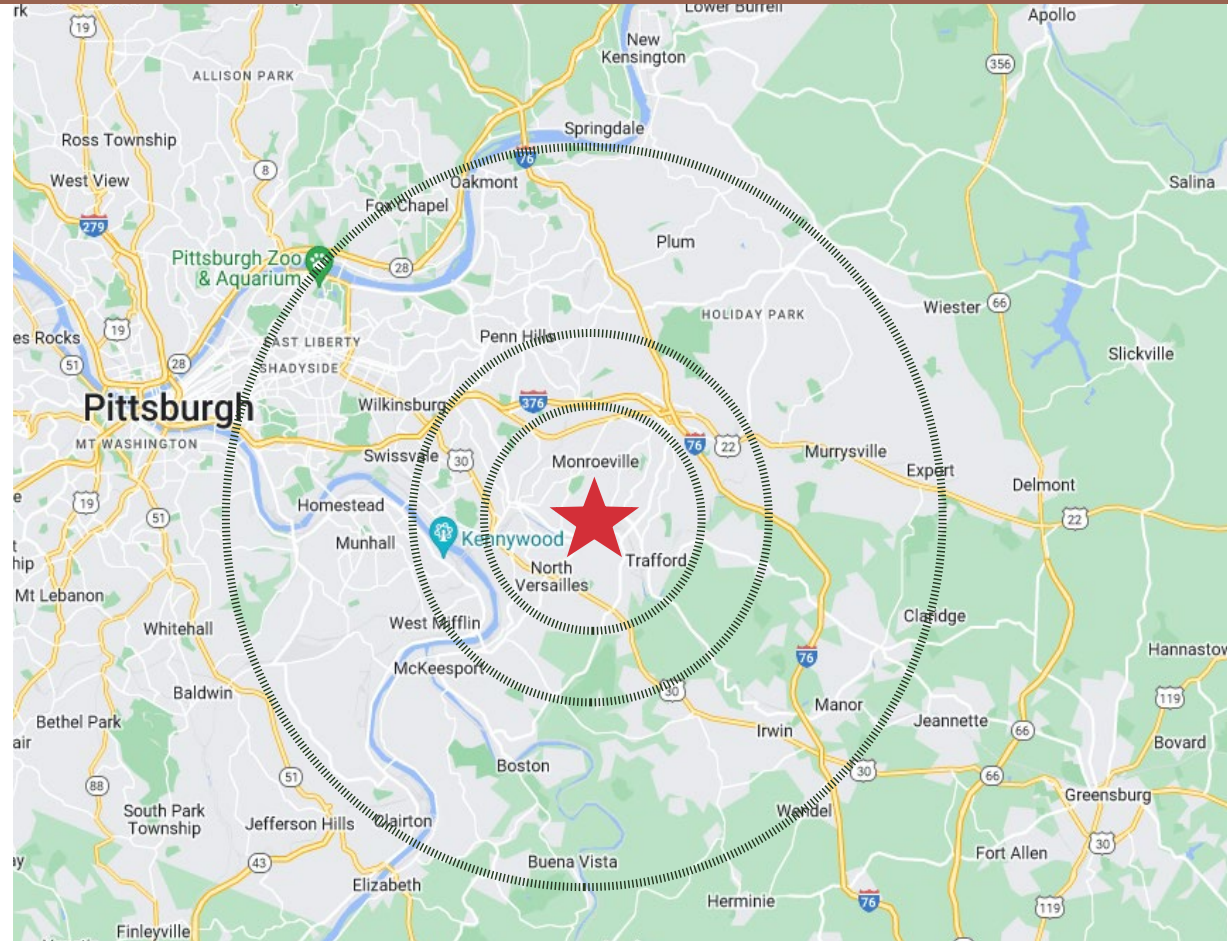 rk
19
Lower Burrell
Apollo
New
Kensington
356
ALLISON PARK
Springdale
Ross Township
76
8
West View
Oakmont
Salina
Fox Chapel
279
Plum
Pittsburgh Zoo
& Aquarium
28
Wiester
66
HOLIDAY PARK
19
es Rocks
Penn Hills
EAST LIBERTY
Slickville
51
28
SHADYSIDE
Pittsburgh
Wilkinsburg
376
MT WASHINGTON
76
22
Swissvale
30
Monroeville
Murrysville
Export
Delmont
e
19
Homestead
51
22
t
hip
Munhall
Kennywood
Trafford
North
Versailles
Mt Lebanon
Whitehall
West Mifflin
Claridge
76
Hannastow
McKeesport
Baldwin
30
119
Manor
Bethel Park
Jeannette
66
Irwin
air
Bovard
Boston
51
30
66
88
Greensburg
South Park
Township
Jefferson Hills
Clairton
Wendel
30
ay
43
Buena Vista
Fort Allen
Elizabeth
Herminie
76
119
Finleyville